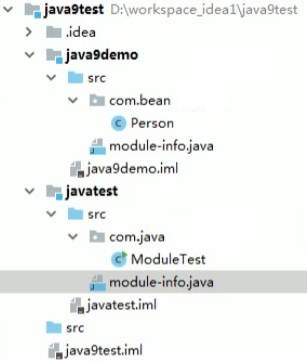 java9test D:\workspace_idea1\java9test
.idea
java9demo
src
com.bean
Person
module-info.java
java9demo.iml
javatest
src
com.java
ModuleTest
module-info.java
javatest.iml
src
java9test.iml